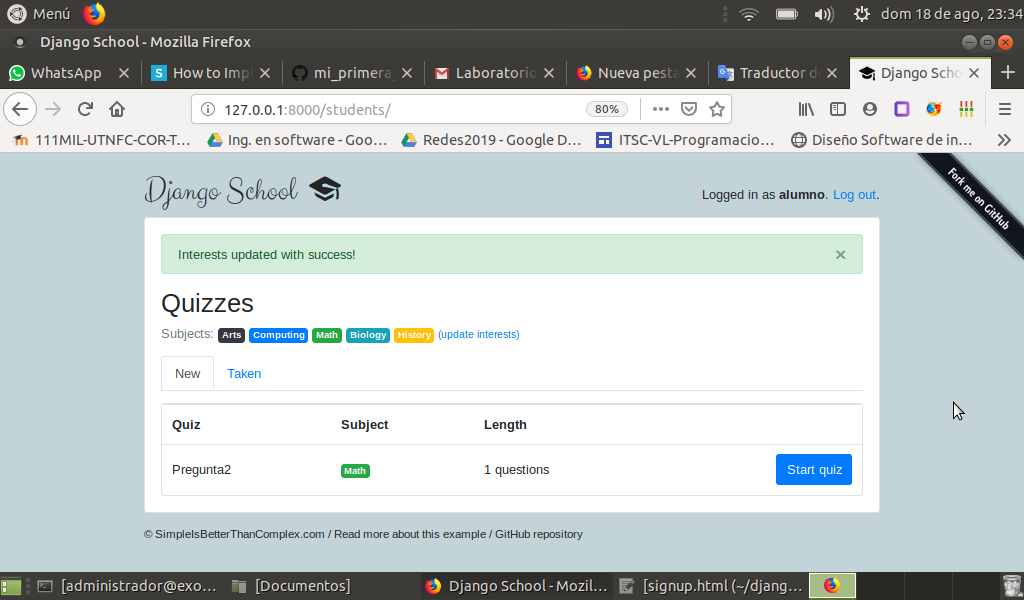 Menú
dom 18 de ago, 23:34
Django School - Mozilla Firefox
WhatsApp
How to Impl
mi_primera
Laboratorio
Nueva pesta
Traductor d
Django Scho
127.0.0.1:8000/students/
80%
111MIL-UTNFC-COR-T...
Ing. en software - Goo...
Redes2019 - Google D...
ITSC-VL-Programacio...
Diseño Software de in...
Django School
Logged in as alumno. Log out.
Fork me on GitHub
Interests updated with success!
Quizzes
Subjects: Arts Computing Math Biology History (update interests)
New
Taken
Quiz Subject Length
Pregunta2 Math 1 questions Start quiz
© SimpleIsBetterThanComplex.com / Read more about this example / GitHub repository
[administrador@exo...
[Documentos]
Django School - Mozil...
[signup.html (~/djang...